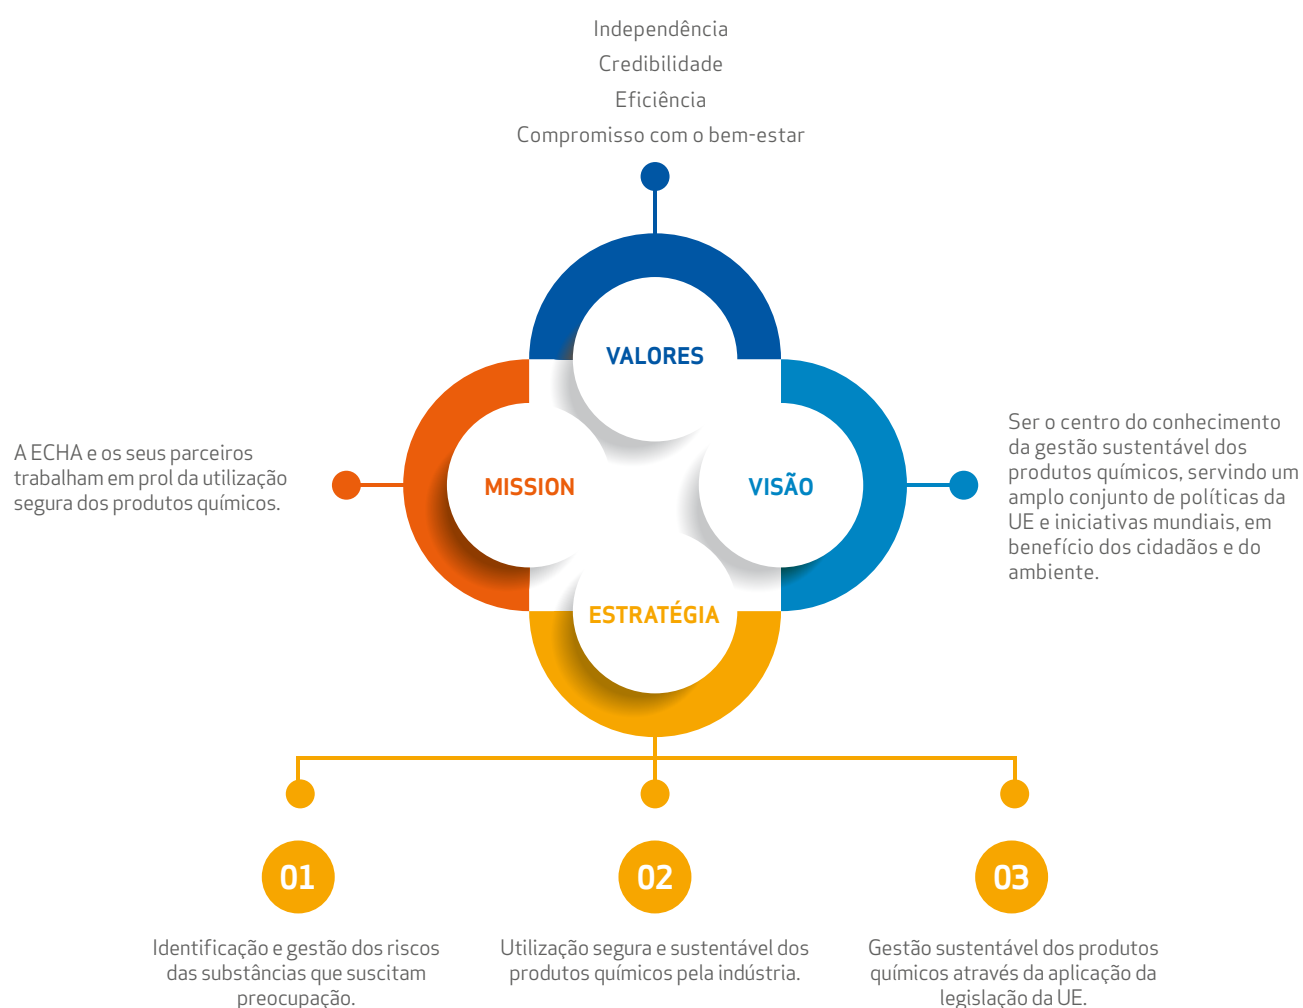 Independência
Credibilidade
Eficiência
Compromisso com o bem-estar
VALORES
A ECHA e os seus parceiros
trabalham em prol da utilização
segura dos produtos químicos.
MISSION
VISÃO
Ser o centro do conhecimento
da gestão sustentável dos
produtos químicos, servindo um
amplo conjunto de políticas da
UE e iniciativas mundiais, em
benefício dos cidadãos e do
ambiente.
ESTRATÉGIA
01
Identificação e gestão dos riscos
das substâncias que suscitam
preocupação.
02
Utilização segura e sustentável dos
produtos químicos pela indústria.
03
Gestão sustentável dos produtos
químicos através da aplicação da
legislação da UE.